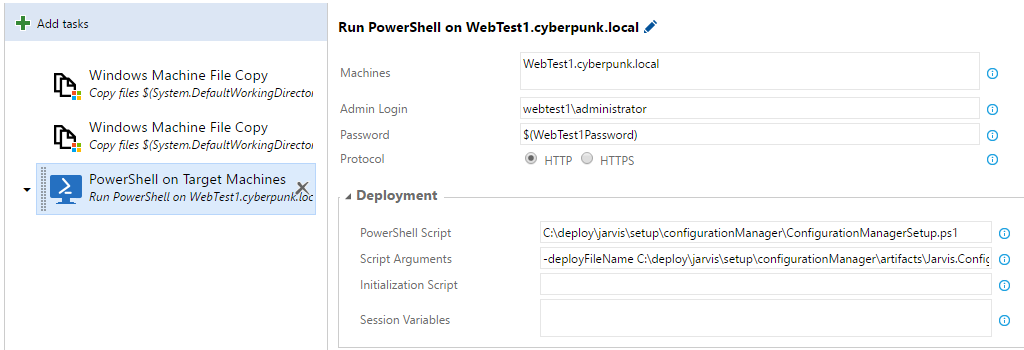 Add tasks
Windows Machine File Copy
Copy files $(System.DefaultWorkingDirector
Windows Machine File Copy
Copy files $(System.DefaultWorkingDirector
PowerShell on Target Machines
Run PowerShell on WebTest1.cyberpunk.loc
Run PowerShell on WebTest1.cyberpunk.local
Machines
WebTest1.cyberpunk.local
Admin Login
webtest1\administrator
Password
$(WebTest1Password)
Protocol
HTTP HTTPS
Deployment
PowerShell Script
C:\deploy\jarvis\setup\configurationManager\ConfigurationManagerSetup.ps1
Script Arguments
-deployFileName C:\deploy\jarvis\setup\configurationManager\artifacts\Jarvis.Config
Initialization Script
Session Variables